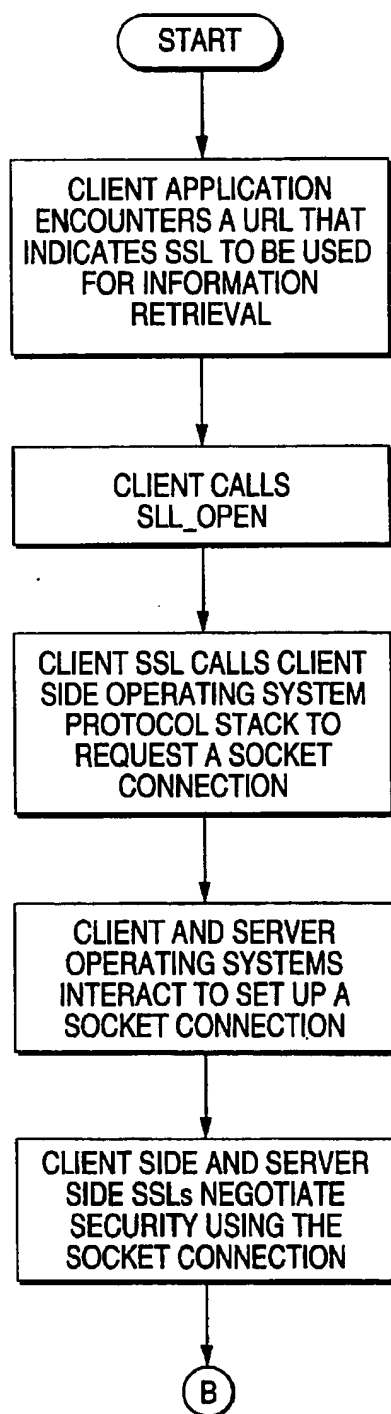 START
CLIENT APPLICATION
ENCOUNTERS A URL THAT
INDICATES SSL TO BE USED
FOR INFORMATION
RETRIEVAL
CLIENT CALLS
SLL_OPEN
CLIENT SSL CALLS CLIENT
SIDE OPERATING SYSTEM
PROTOCOL STACK TO
REQUEST A SOCKET
CONNECTION
CLIENT AND SERVER
OPERATING SYSTEMS
INTERACT TO SET UP A
SOCKET CONNECTION
CLIENT SIDE AND SERVER
SIDE SSLs NEGOTIATE
SECURITY USING THE
SOCKET CONNECTION
B